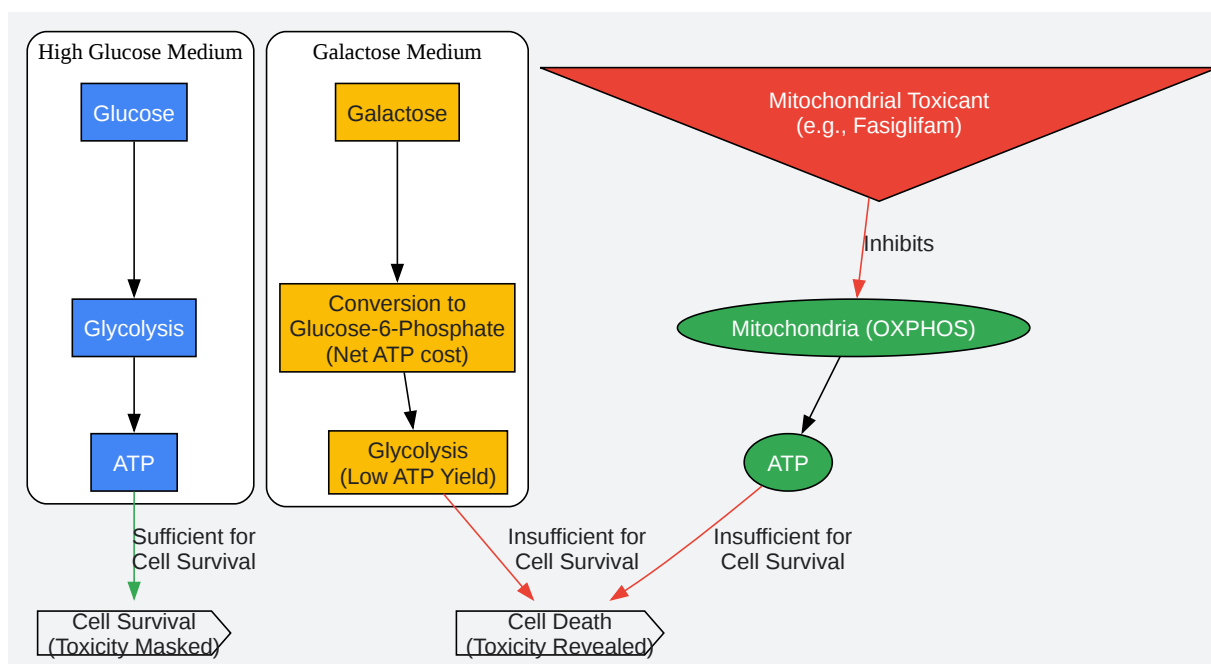 High Glucose Medium
Glucose
Glycolysis
ATP
Sufficient for
Cell Survival
Cell Survival
(Toxicity Masked)
Galactose Medium
Galactose
Conversion to
Glucose-6-Phosphate
(Net ATP cost)
Glycolysis
(Low ATP Yield)
Insufficient for
Cell Survival
Mitochondrial Toxicant
(e.g., Fasiglifam)
Inhibits
Mitochondria (OXPHOS)
ATP
Insufficient for
Cell Survival
Cell Death
(Toxicity Revealed)